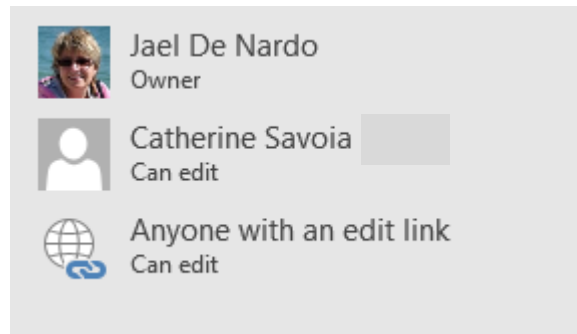 Jael De Nardo
Owner
Catherine Savoia
Can edit
Anyone with an edit link
Can edit